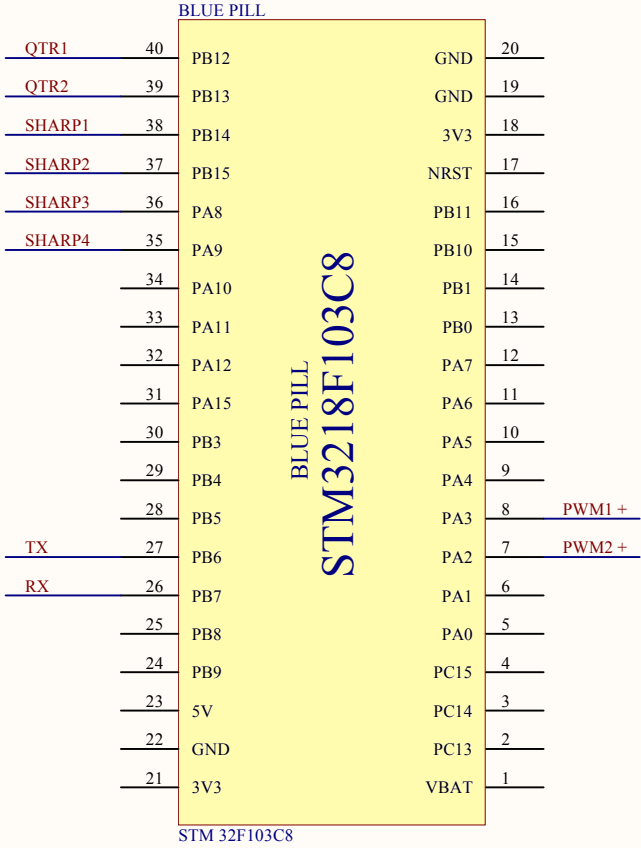 BLUE PILL
QTR1 40 PB12 GND 20
QTR2 39 PB13 GND 19
SHARP1 38 PB14 3V3 18
SHARP2 37 PB15 NRST 17
SHARP3 36 PA8 PB11 16
SHARP4 35 PA9 PB10 15
34 PA10 PB1 14
33 PA11 PB0 13
32 PA12 PA7 12
31 PA15 PA6 11
30 PB3 PA5 10
29 PB4 PA4 9
28 PB5 PA3 8 PWM1 +
TX 27 PB6 PA2 7 PWM2 +
RX 26 PB7 PA1 6
25 PB8 PA0 5
24 PB9 PC15 4
23 5V PC14 3
22 GND PC13 2
21 3V3 VBAT 1
BLUE PILL
STM3218F103C8
STM 32F103C8